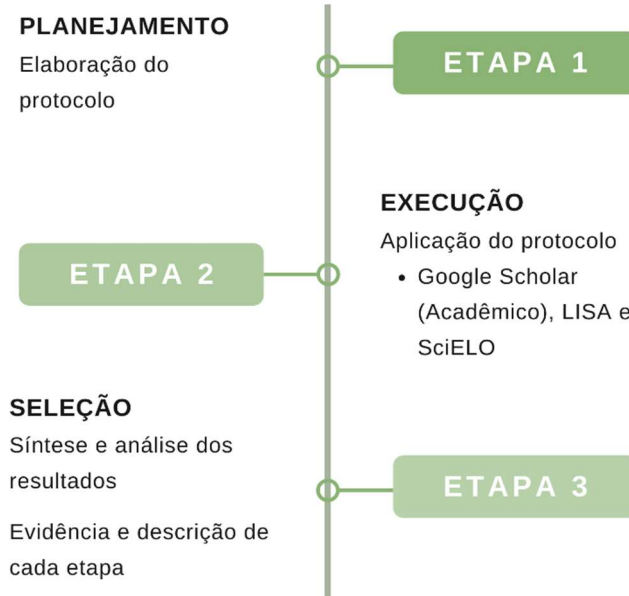 PLANEJAMENTO
Elaboração do
protocolo
ETAPA 1
EXECUÇÃO
Aplicação do protocolo
• Google Scholar
(Acadêmico), LISA e
SciELO
ETAPA 2
SELEÇÃO
Síntese e análise dos
resultados
Evidência e descrição de
cada etapa
ETAPA 3